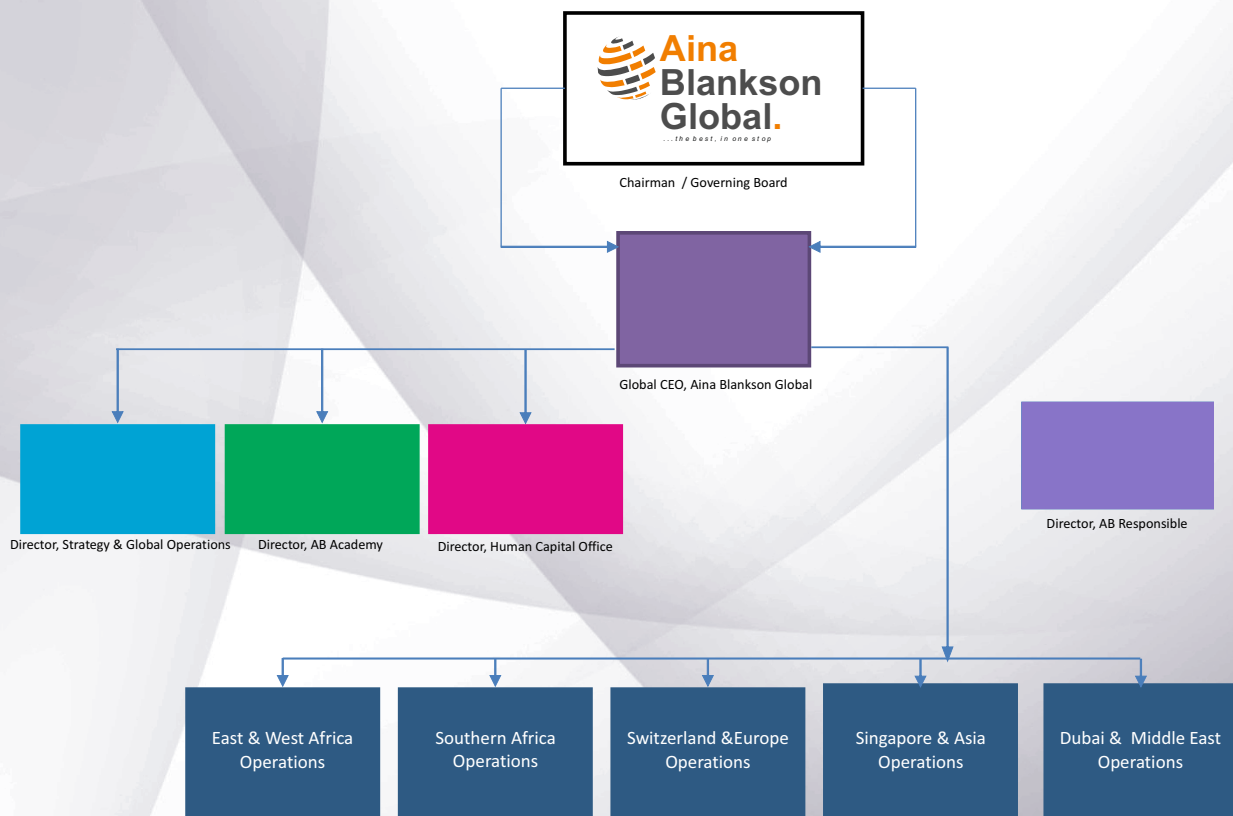 Aina
Blankson
Global.
...the best, in one stop
Chairman / Governing Board
Global CEO, Aina Blankson Global
Director, Strategy & Global Operations
Director, AB Academy
Director, Human Capital Office
Director, AB Responsible
East & West Africa
Operations
Southern Africa
Operations
Switzerland &Europe
Operations
Singapore & Asia
Operations
Dubai & Middle East
Operations